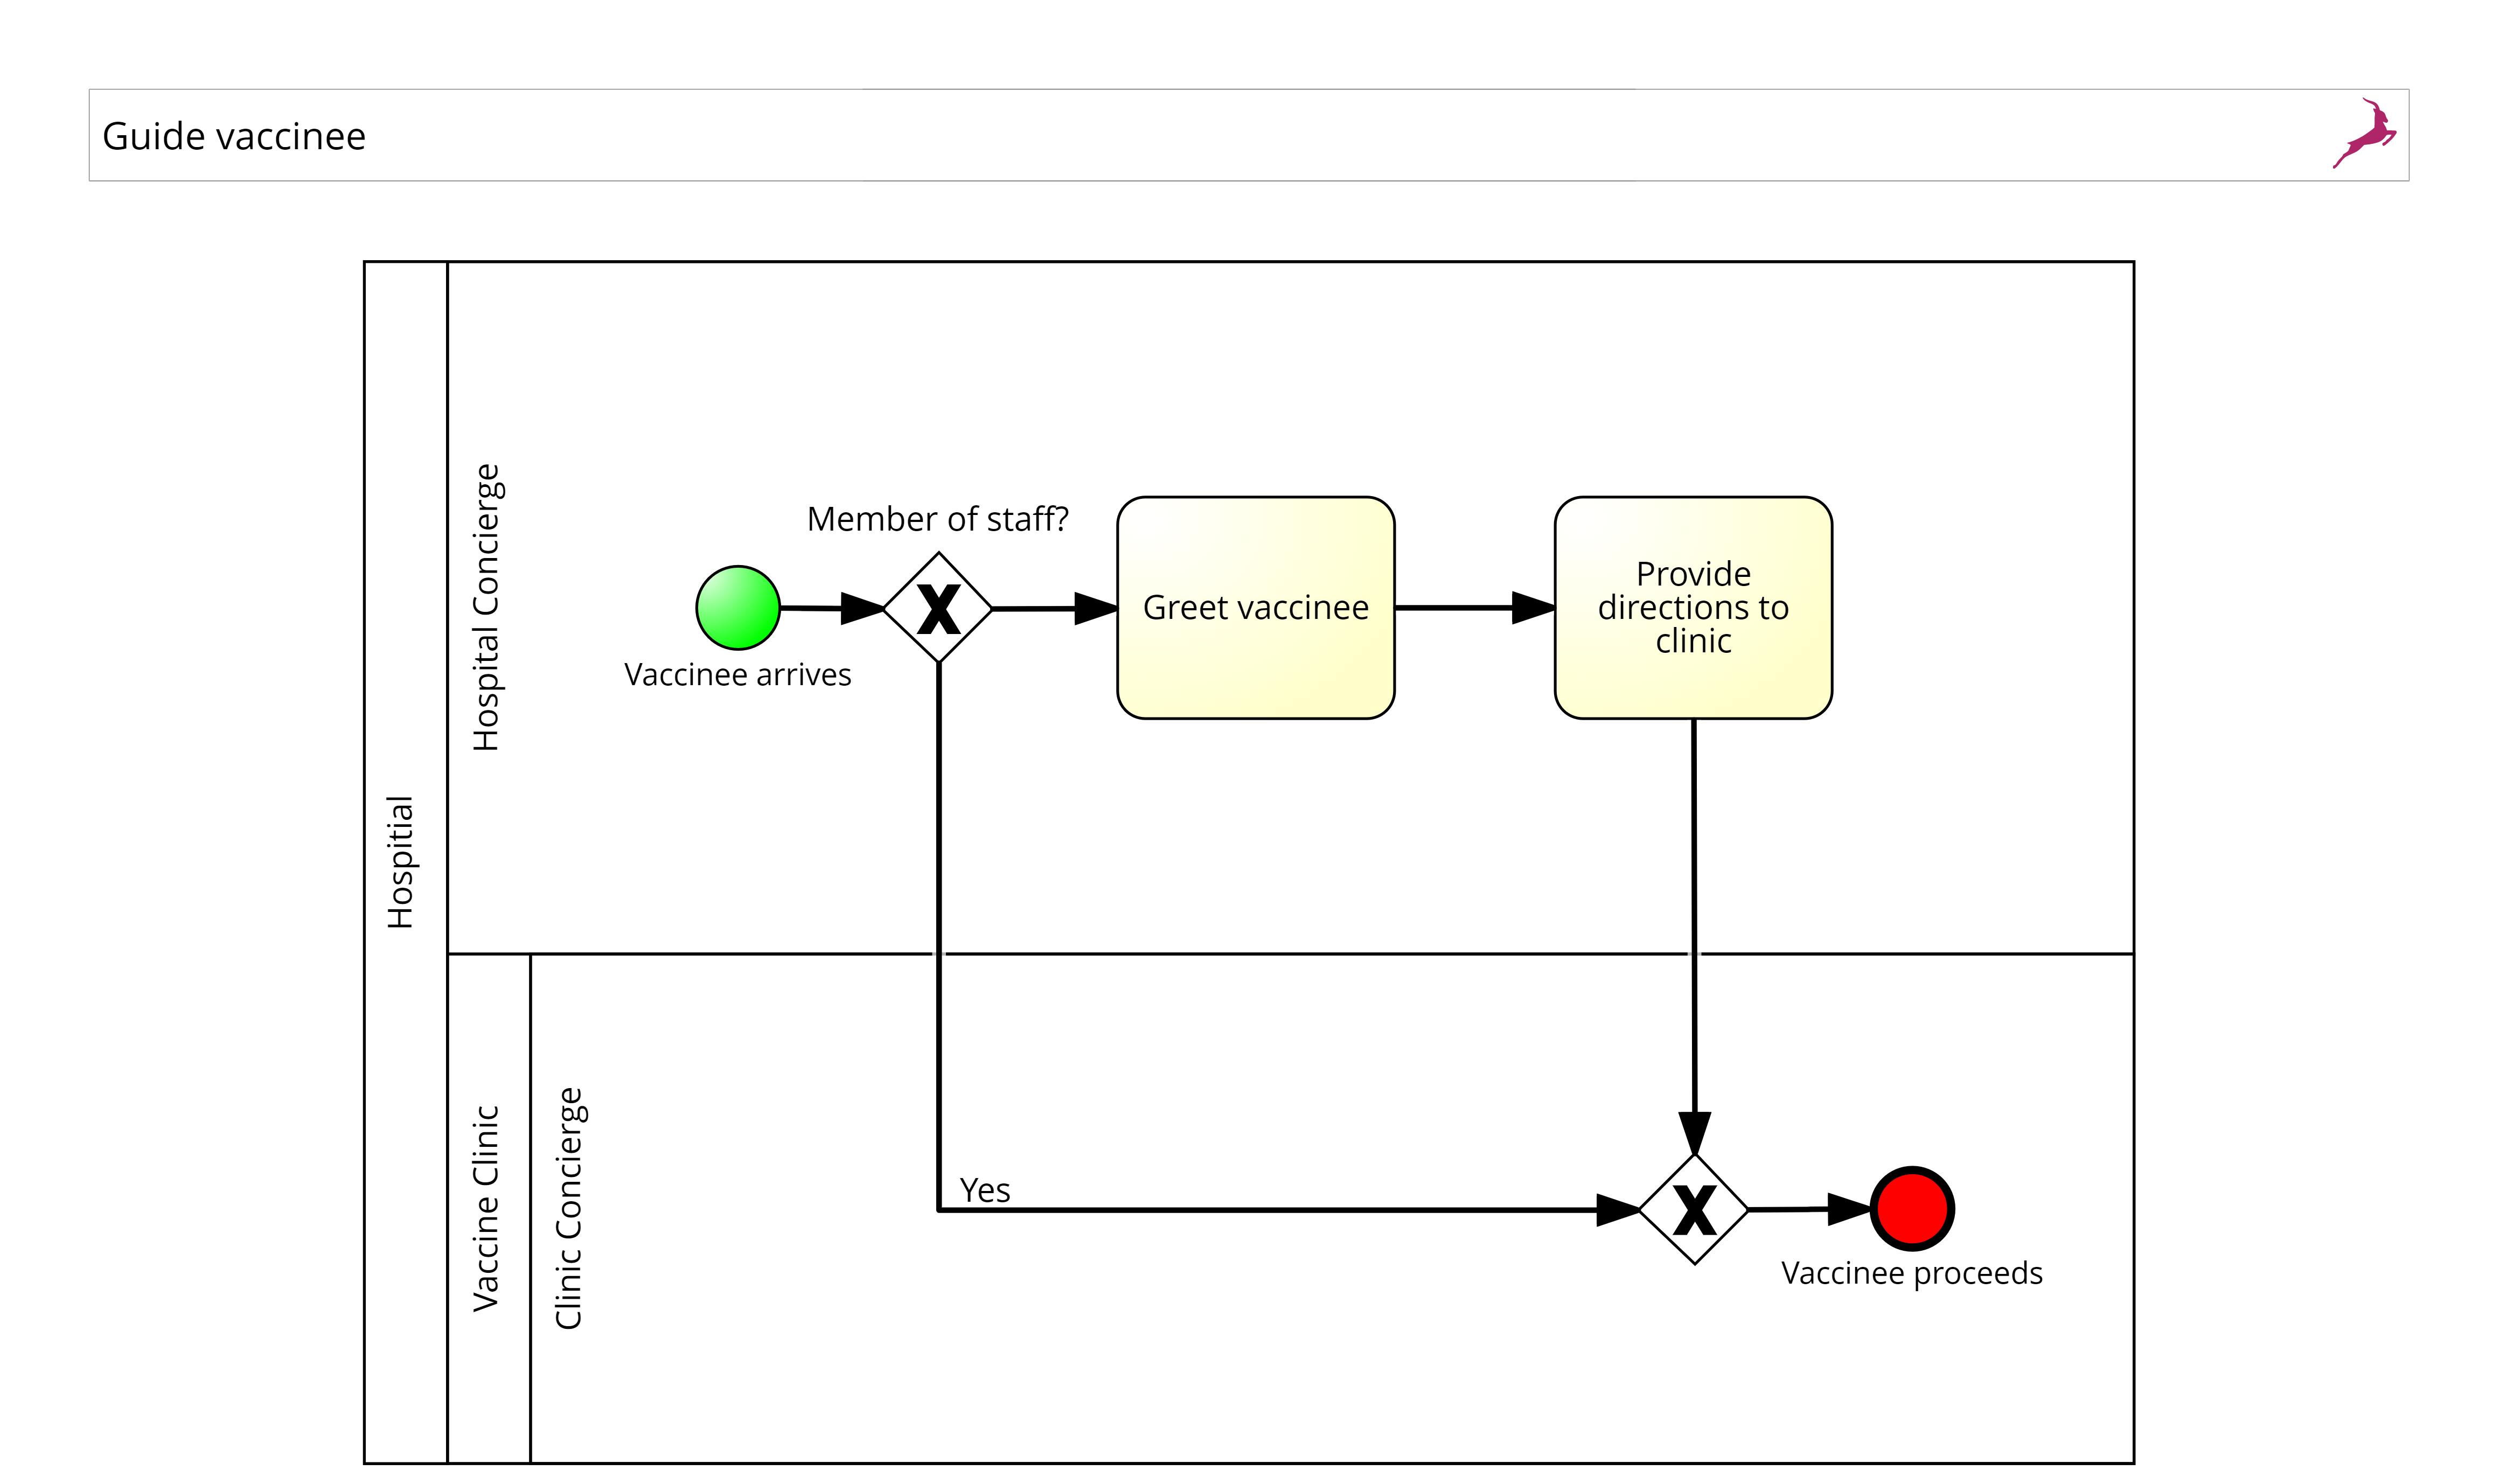 Guide vaccinee
Hospitial
Hospital Concierge
Member of staff?
Vaccinee arrives
Greet vaccinee
Provide
directions to
clinic
Vaccine Clinic
Clinic Concierge
Yes
Vaccinee proceeds